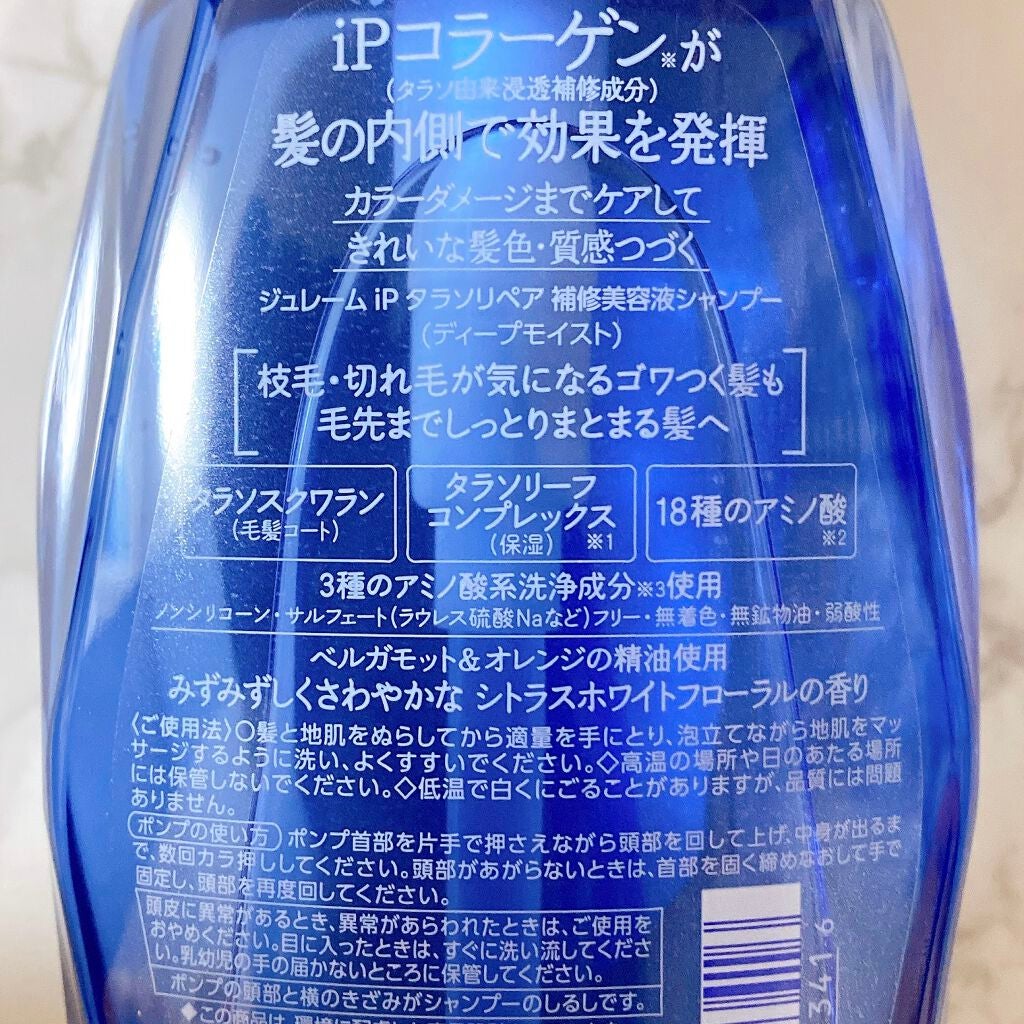 iPコラーゲン※が
(タラソ由来浸透補修成分)
髪の内側で効果を発揮
カラーダメージまでケアして
きれいな髪色・質感つづく
ジュレーム iP タラソリペア 補修美容液シャンプー
(ディープモイスト)
枝毛・切れ毛が気になるゴワつく髪も
毛先までしっとりまとまる髪へ
タラソスクワラン
(毛髪コート)
タラソリーフ
コンプレックス
(保湿) ※1
18種のアミノ酸
※2
3種のアミノ酸系洗浄成分※3使用
ノンシリコーン・サルフェート(ラウレス硫酸Naなど)フリー・無着色・無鉱物油・弱酸性
ベルガモット&オレンジの精油使用
みずみずしくさわやかな シトラスホワイトフローラルの香り
〈ご使用法〉○髪と地肌をぬらしてから適量を手にとり、泡立てながら地肌をマッ
サージするように洗い、よくすすいでください。◇高温の場所や日のあたる場所
には保管しないでください。◇低温で白くにごることがありますが、品質には問題
ありません。
ポンプの使い方 ポンプ首部を片手で押さえながら頭部を回して上げ、中身が出るま
で、数回カラ押ししてください。頭部があがらないときは、首部を固く締めなおして手で
固定し、頭部を再度回してください。
頭皮に異常があるとき、異常があらわれたときは、ご使用を
おやめください。目に入ったときは、すぐに洗い流してくださ
い。乳幼児の手の届かないところに保管してください。
ポンプの頭部と横のきざみがシャンプーのしるしです。
◆この商品は、環境に配慮した
3416